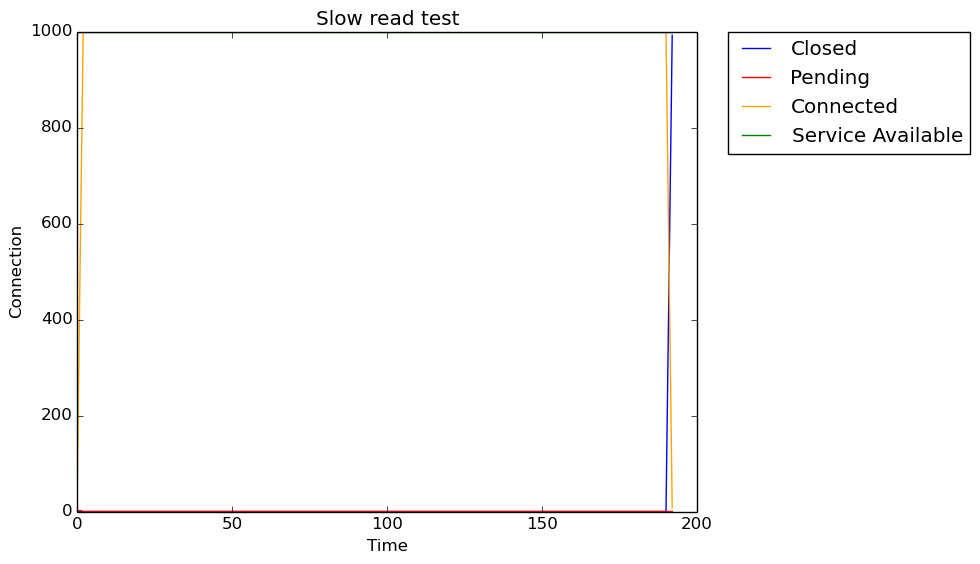 Slow read test
1000
800
600
400
200
0
Connection
0
50
100
150
200
Time
Closed
Pending
Connected
Service Available